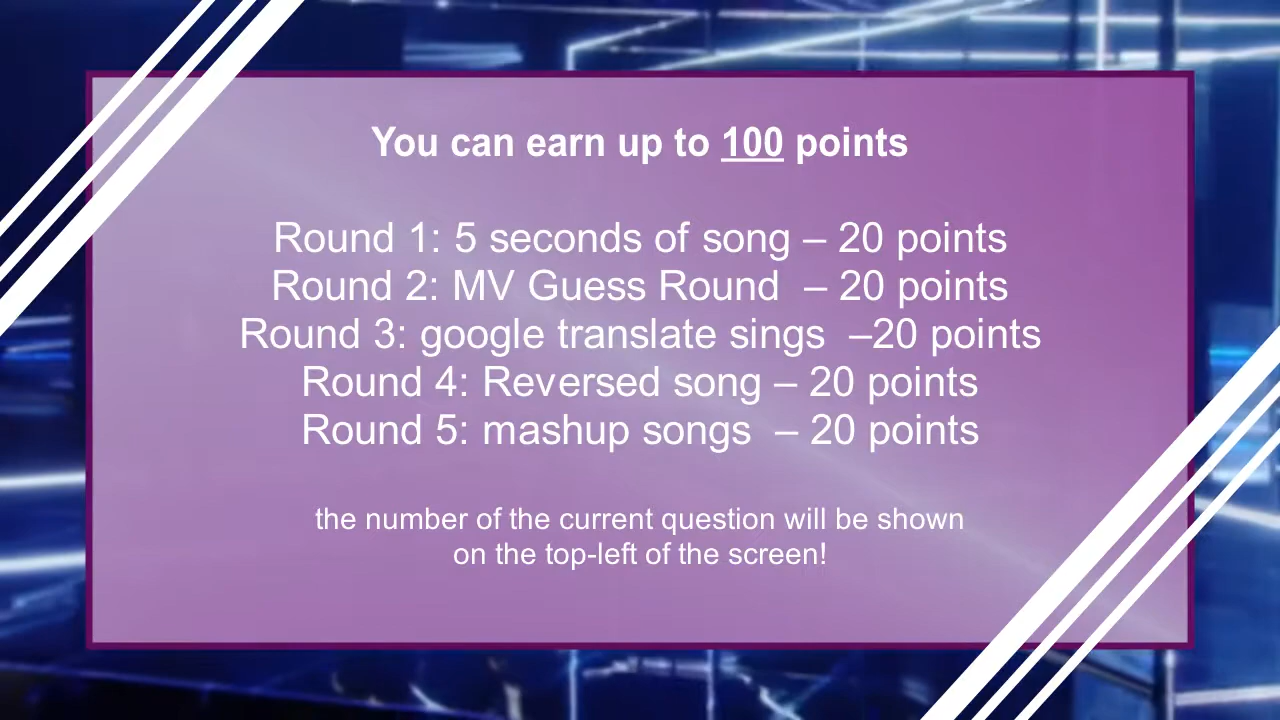 You can earn up to 100 points
Round 1: 5 seconds of song – 20 points
Round 2: MV Guess Round – 20 points
Round 3: google translate sings –20 points
Round 4: Reversed song – 20 points
Round 5: mashup songs – 20 points
the number of the current question will be shown
on the top-left of the screen!